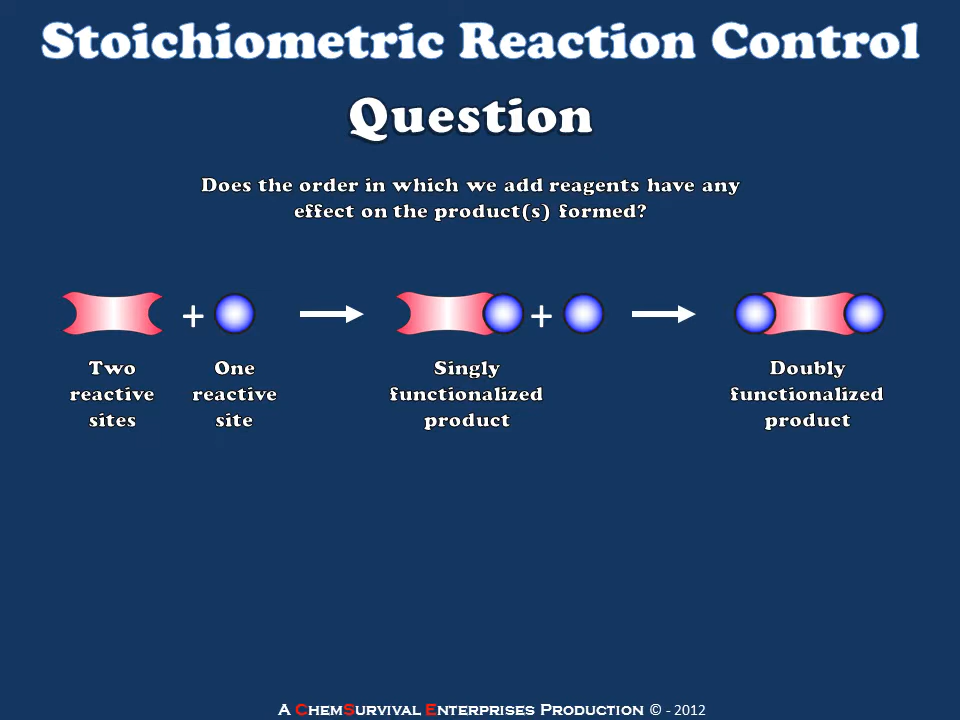 Stoichiometric Reaction Control
Question
Does the order in which we add reagents have any
effect on the product(s) formed?
+ +
Two One Singly Doubly
reactive reactive functionalized functionalized
sites site product product
A ChemSurvival Enterprises Production © - 2012